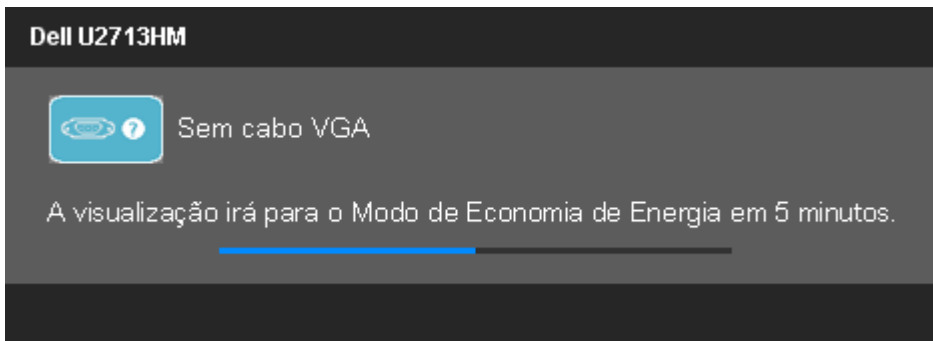 Dell U2713HM
? Sem cabo VGA
A visualização irá para o Modo de Economia de Energia em 5 minutos.